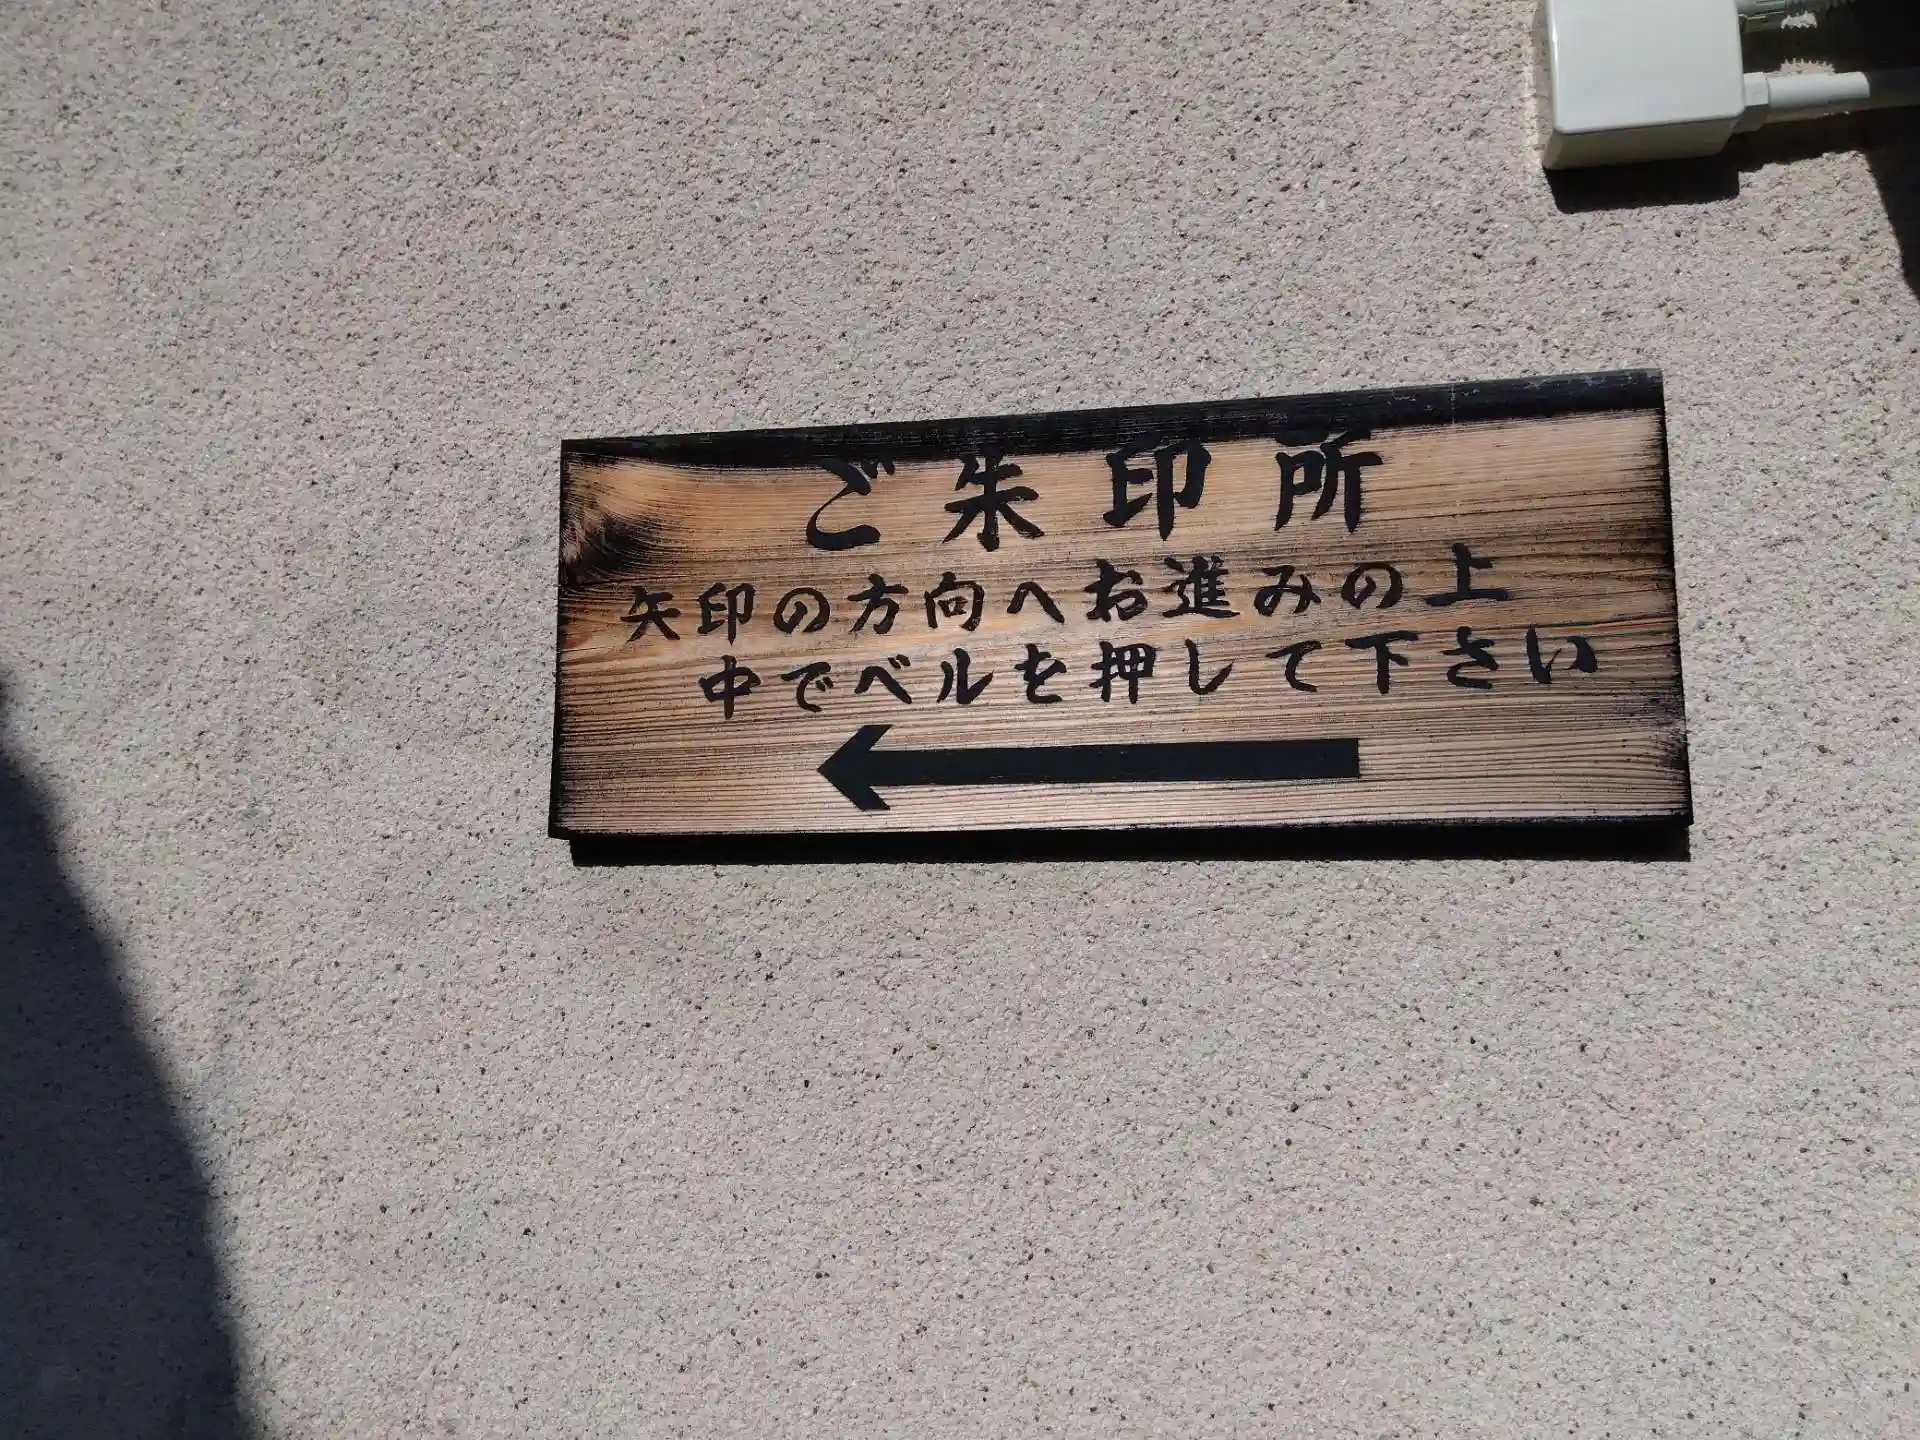 ご朱印所
矢印の方向へお進みの上
中でベルを押して下さい